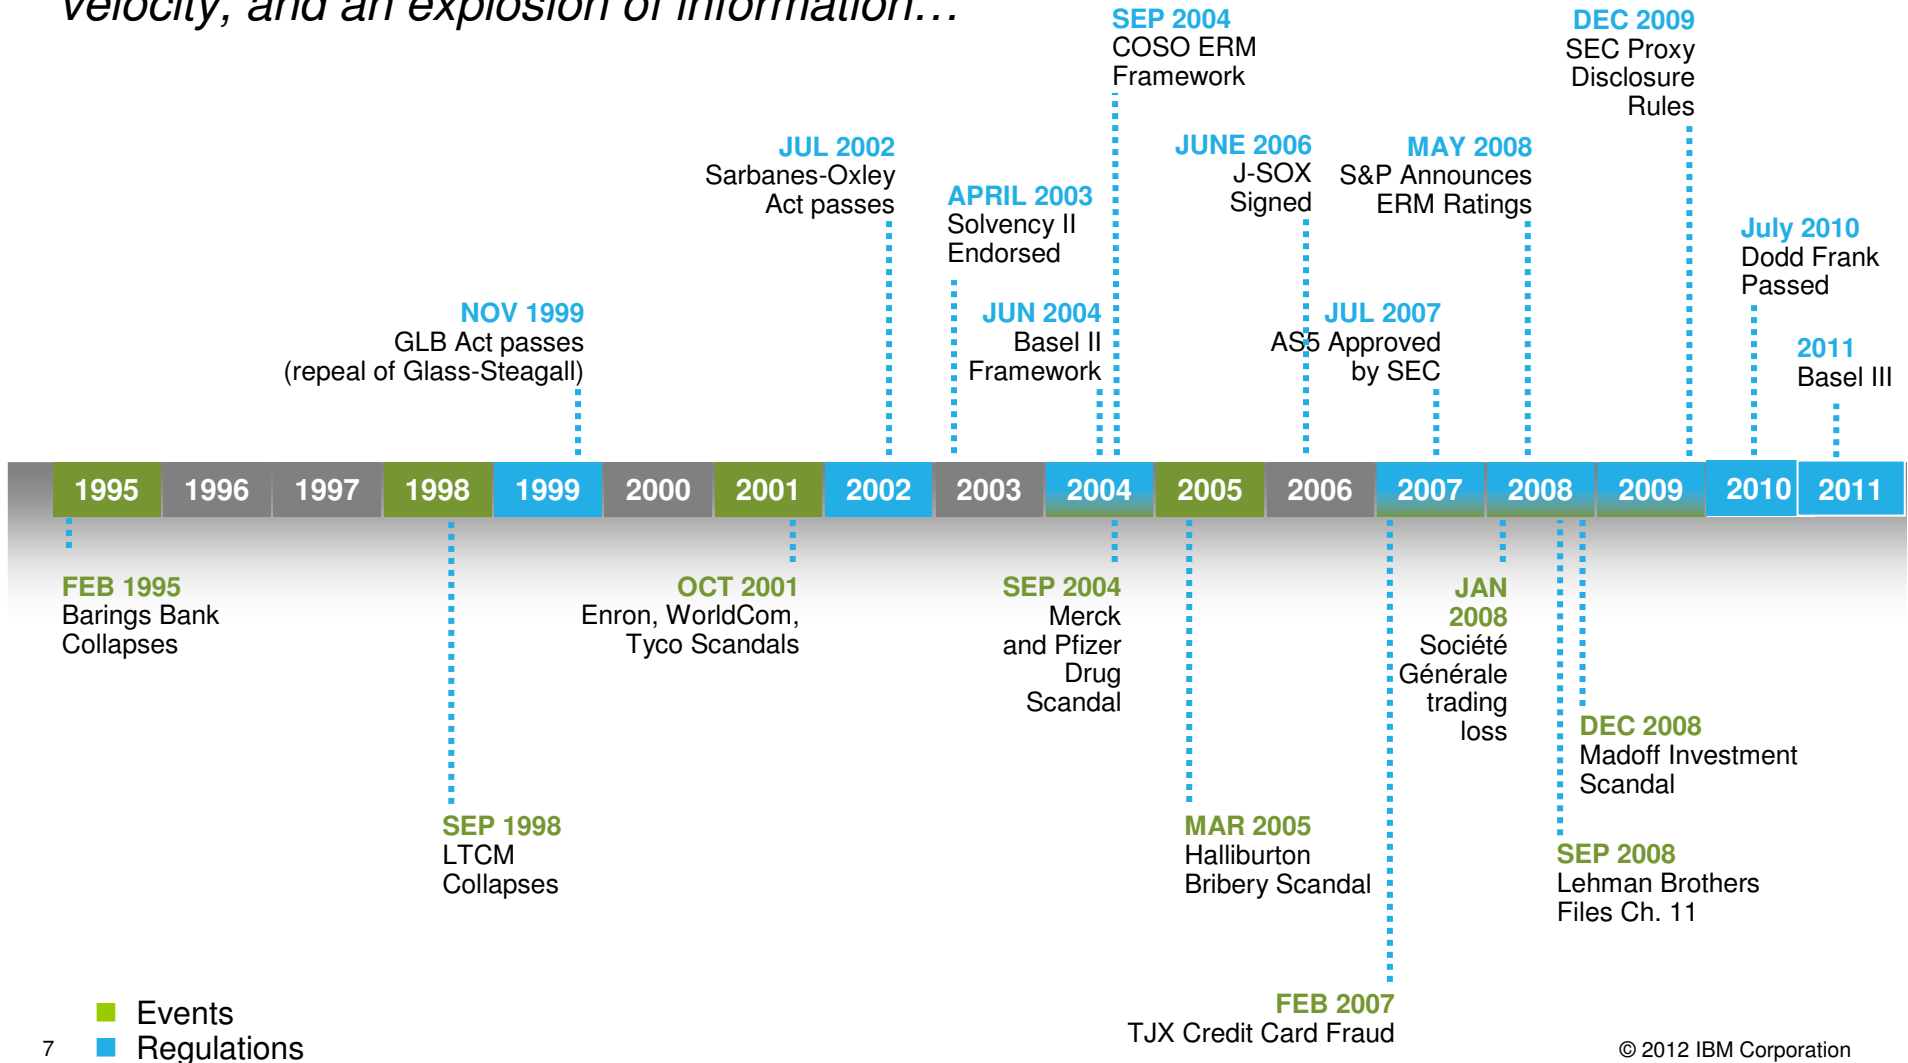 velocity, and an explosion of information…
SEP 2004
COSO ERM
Framework
DEC 2009
SEC Proxy
Disclosure
Rules
JUL 2002
Sarbanes-Oxley
Act passes
APRIL 2003
Solvency II
Endorsed
JUNE 2006
J-SOX
Signed
MAY 2008
S&P Announces
ERM Ratings
July 2010
Dodd Frank
Passed
NOV 1999
GLB Act passes
(repeal of Glass-Steagall)
JUN 2004
Basel II
Framework
JUL 2007
AS5 Approved
by SEC
2011
Basel III
1995 1996 1997 1998 1999 2000 2001 2002 2003 2004 2005 2006 2007 2008 2009 2010 2011
FEB 1995
Barings Bank
Collapses
OCT 2001
Enron, WorldCom,
Tyco Scandals
SEP 2004
Merck
and Pfizer
Drug
Scandal
JAN
2008
Société
Générale
trading
loss
DEC 2008
Madoff Investment
Scandal
SEP 1998
LTCM
Collapses
MAR 2005
Halliburton
Bribery Scandal
SEP 2008
Lehman Brothers
Files Ch. 11
FEB 2007
TJX Credit Card Fraud
Events
Regulations
7
© 2012 IBM Corporation